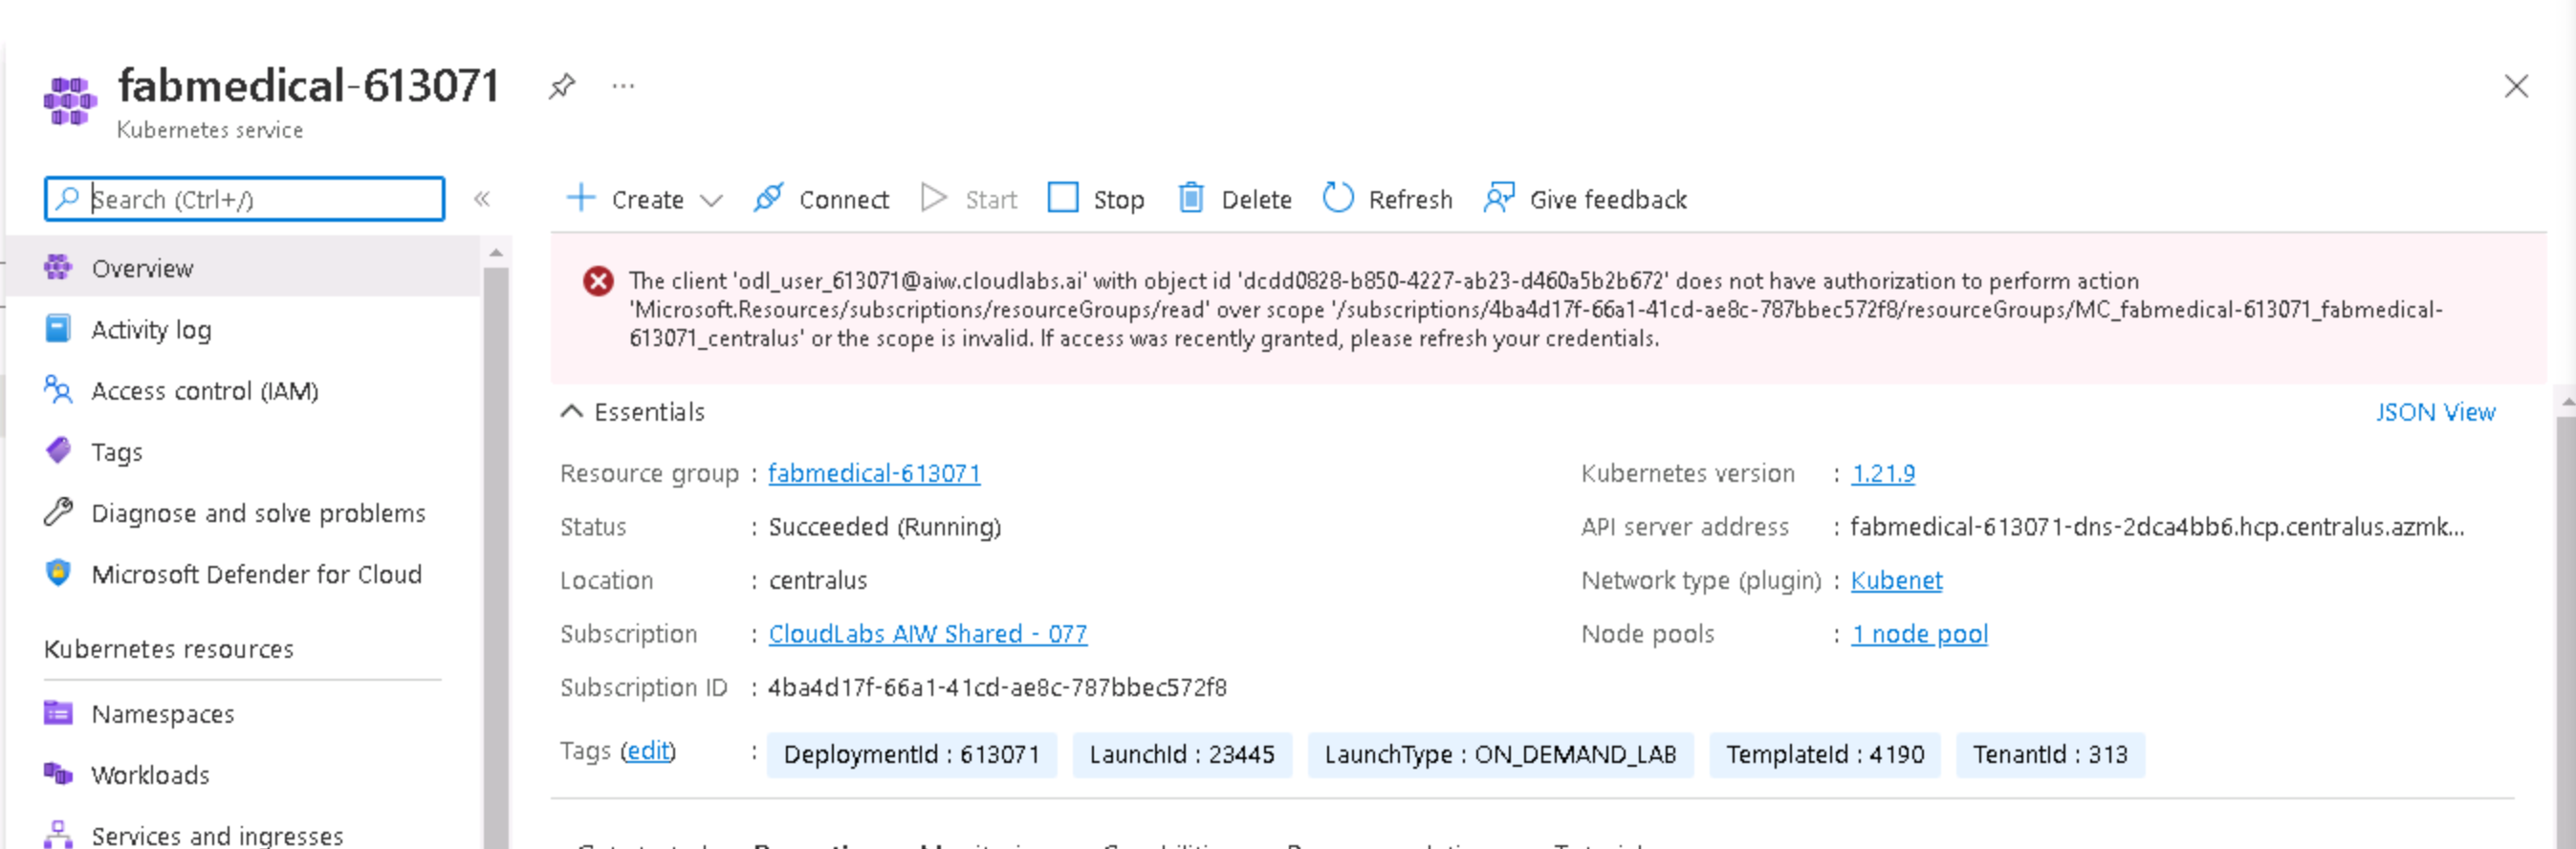 fabmedical-613071
Kubernetes service
Search (Ctrl+/)
Create
Connect
Start
Stop
Delete
Refresh
Give feedback
Overview
Activity log
Access control (IAM)
Tags
Diagnose and solve problems
Microsoft Defender for Cloud
Kubernetes resources
Namespaces
Workloads
Services and ingresses
The client 'odl_user_613071@aiw.cloudlabs.ai' with object id 'dcdd0828-b850-4227-ab23-d460a5b2b672' does not have authorization to perform action
'Microsoft.Resources/subscriptions/resourceGroups/read' over scope '/subscriptions/4ba4d17f-66a1-41cd-ae8c-787bbec572f8/resourceGroups/MC_fabmedical-613071_fabmedical-
613071_centralus' or the scope is invalid. If access was recently granted, please refresh your credentials.
Essentials
JSON View
Resource group : fabmedical-613071
Status : Succeeded (Running)
Location : centralus
Subscription : CloudLabs AIW Shared - 077
Subscription ID : 4ba4d17f-66a1-41cd-ae8c-787bbec572f8
Kubernetes version : 1.21.9
API server address : fabmedical-613071-dns-2dca4bb6.hcp.centralus.azmk...
Network type (plugin) : Kubenet
Node pools : 1 node pool
Tags (edit) : DeploymentId : 613071 LaunchId : 23445 LaunchType : ON_DEMAND_LAB TemplateId : 4190 TenantId : 313